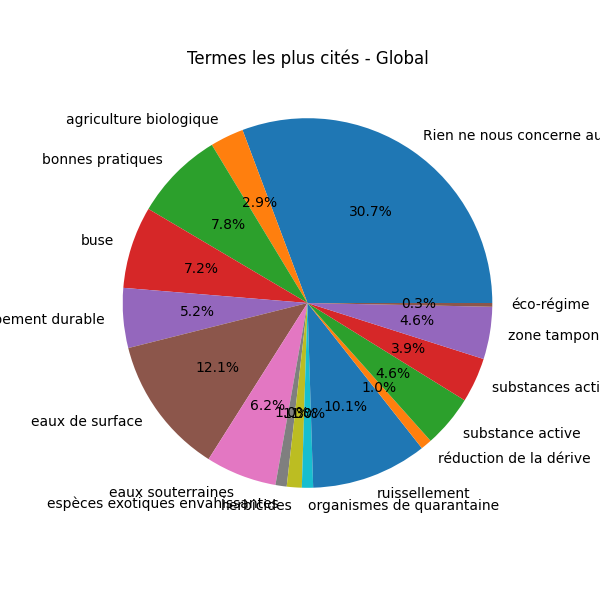 Termes les plus cités - Global
agriculture biologique
Rien ne nous concerne au
bonnes pratiques
2.9%
30.7%
7.8%
buse
7.2%
0.3%
éco-régime
pement durable
5.2%
4.6%
zone tampon
3.9%
12.1%
4.6%
substances acti
1.0%
6.2%
10.1%
eaux de surface
substance active
réduction de la dérive
eaux souterraines
ruissellement
espèces exotiques envahissantes
herbicides
organismes de quarantaine